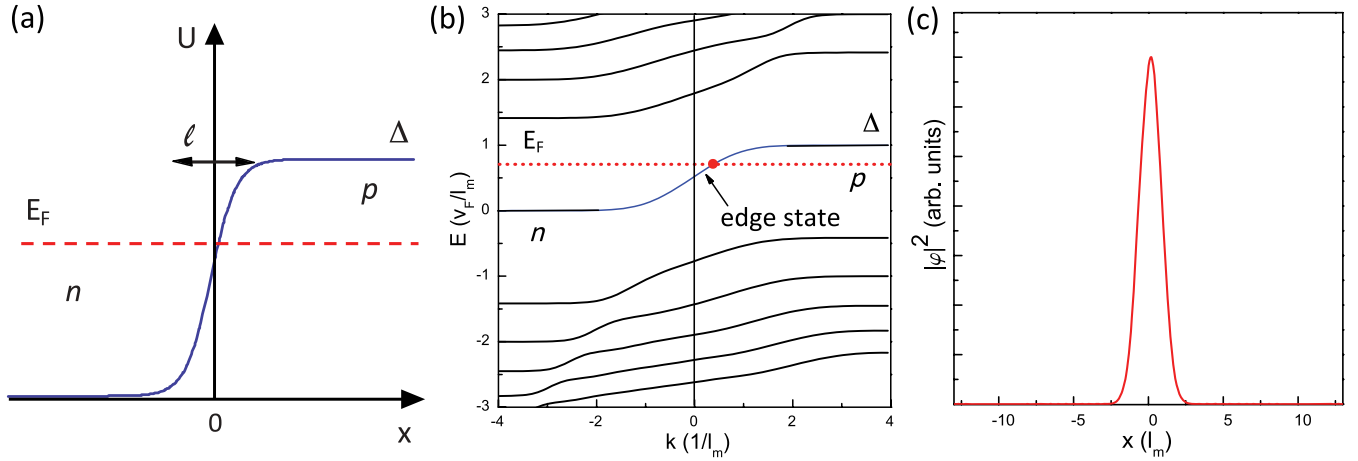 (a)
U
ℓ
Δ
p
E_F
n
0
x
(b)
3
2
1
0
-1
-2
-3
E (v_F/l_m)
E_F
Δ
p
n
edge state
-4
-2
0
2
4
k (1/l_m)
(c)
|φ|² (arb. units)
-10
-5
0
5
10
x (l_m)